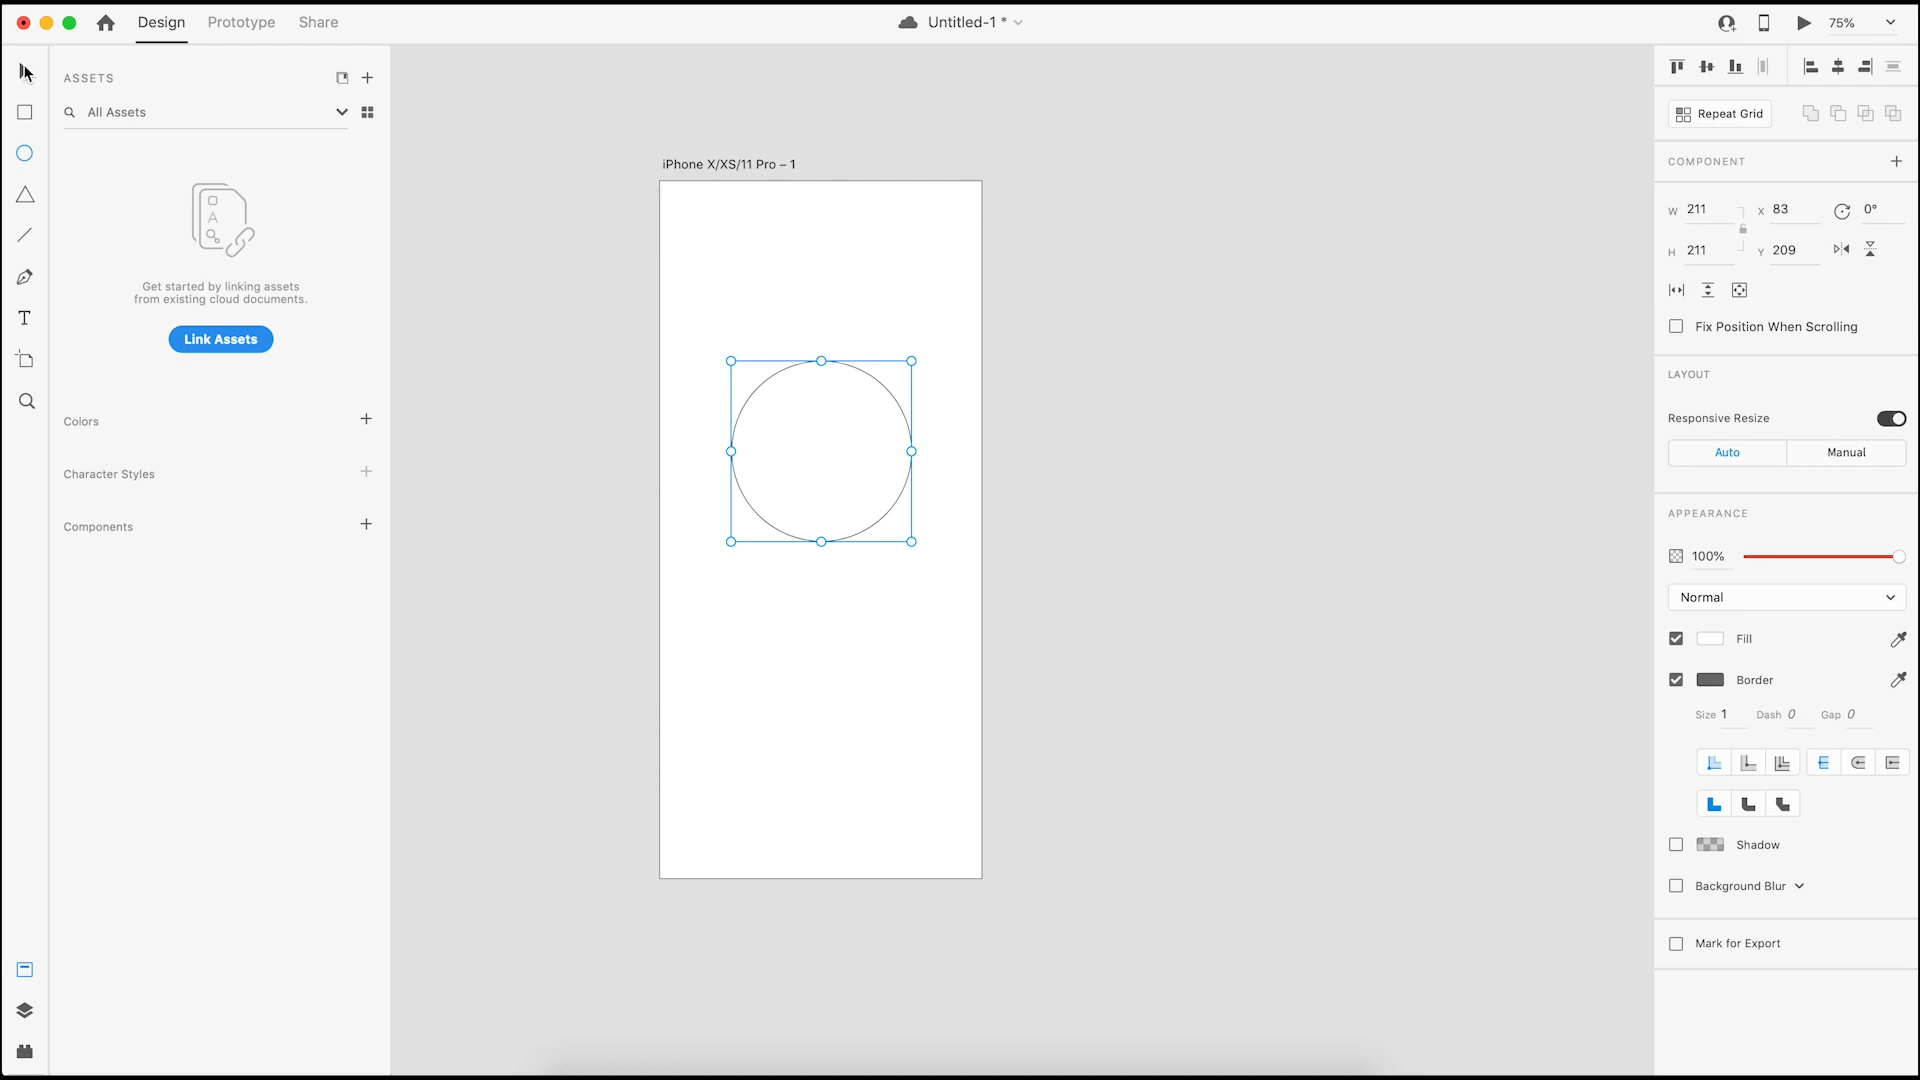 Design Prototype Share
Untitled-1 *
75%
ASSETS
All Assets
A
Get started by linking assets
from existing cloud documents.
Link Assets
Colors
Character Styles
Components
T
iPhone X/XS/11 Pro – 1
Repeat Grid
COMPONENT
W 211 X 83 0°
H 211 Y 209
Fix Position When Scrolling
LAYOUT
Responsive Resize
Auto Manual
APPEARANCE
100%
Normal
Fill
Border
Size 1 Dash 0 Gap 0
Shadow
Background Blur
Mark for Export